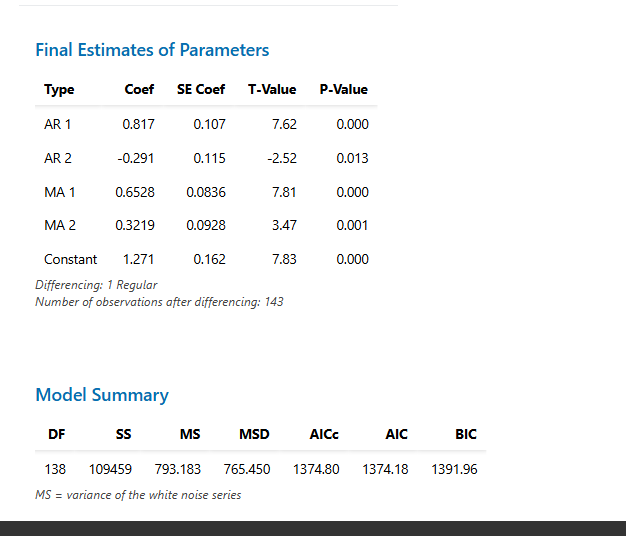 Final Estimates of Parameters
Type Coef SE Coef T-Value P-Value
AR 1 0.817 0.107 7.62 0.000
AR 2 -0.291 0.115 -2.52 0.013
MA 1 0.6528 0.0836 7.81 0.000
MA 2 0.3219 0.0928 3.47 0.001
Constant 1.271 0.162 7.83 0.000
Differencing: 1 Regular
Number of observations after differencing: 143
Model Summary
DF SS MS MSD AICc AIC BIC
138 109459 793.183 765.450 1374.80 1374.18 1391.96
MS = variance of the white noise series